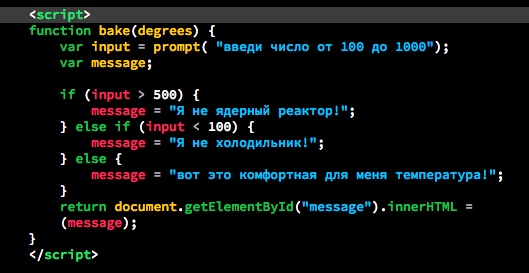 <script>
function bake(degrees) {
var input = prompt( "введи число от 100 до 1000");
var message;
if (input > 500) {
message = "Я не ядерный реактор!";
} else if (input < 100) {
message = "Я не холодильник!";
} else {
message = "вот это комфортная для меня температура!";
}
return document.getElementById("message").innerHTML =
(message);
}
</script>